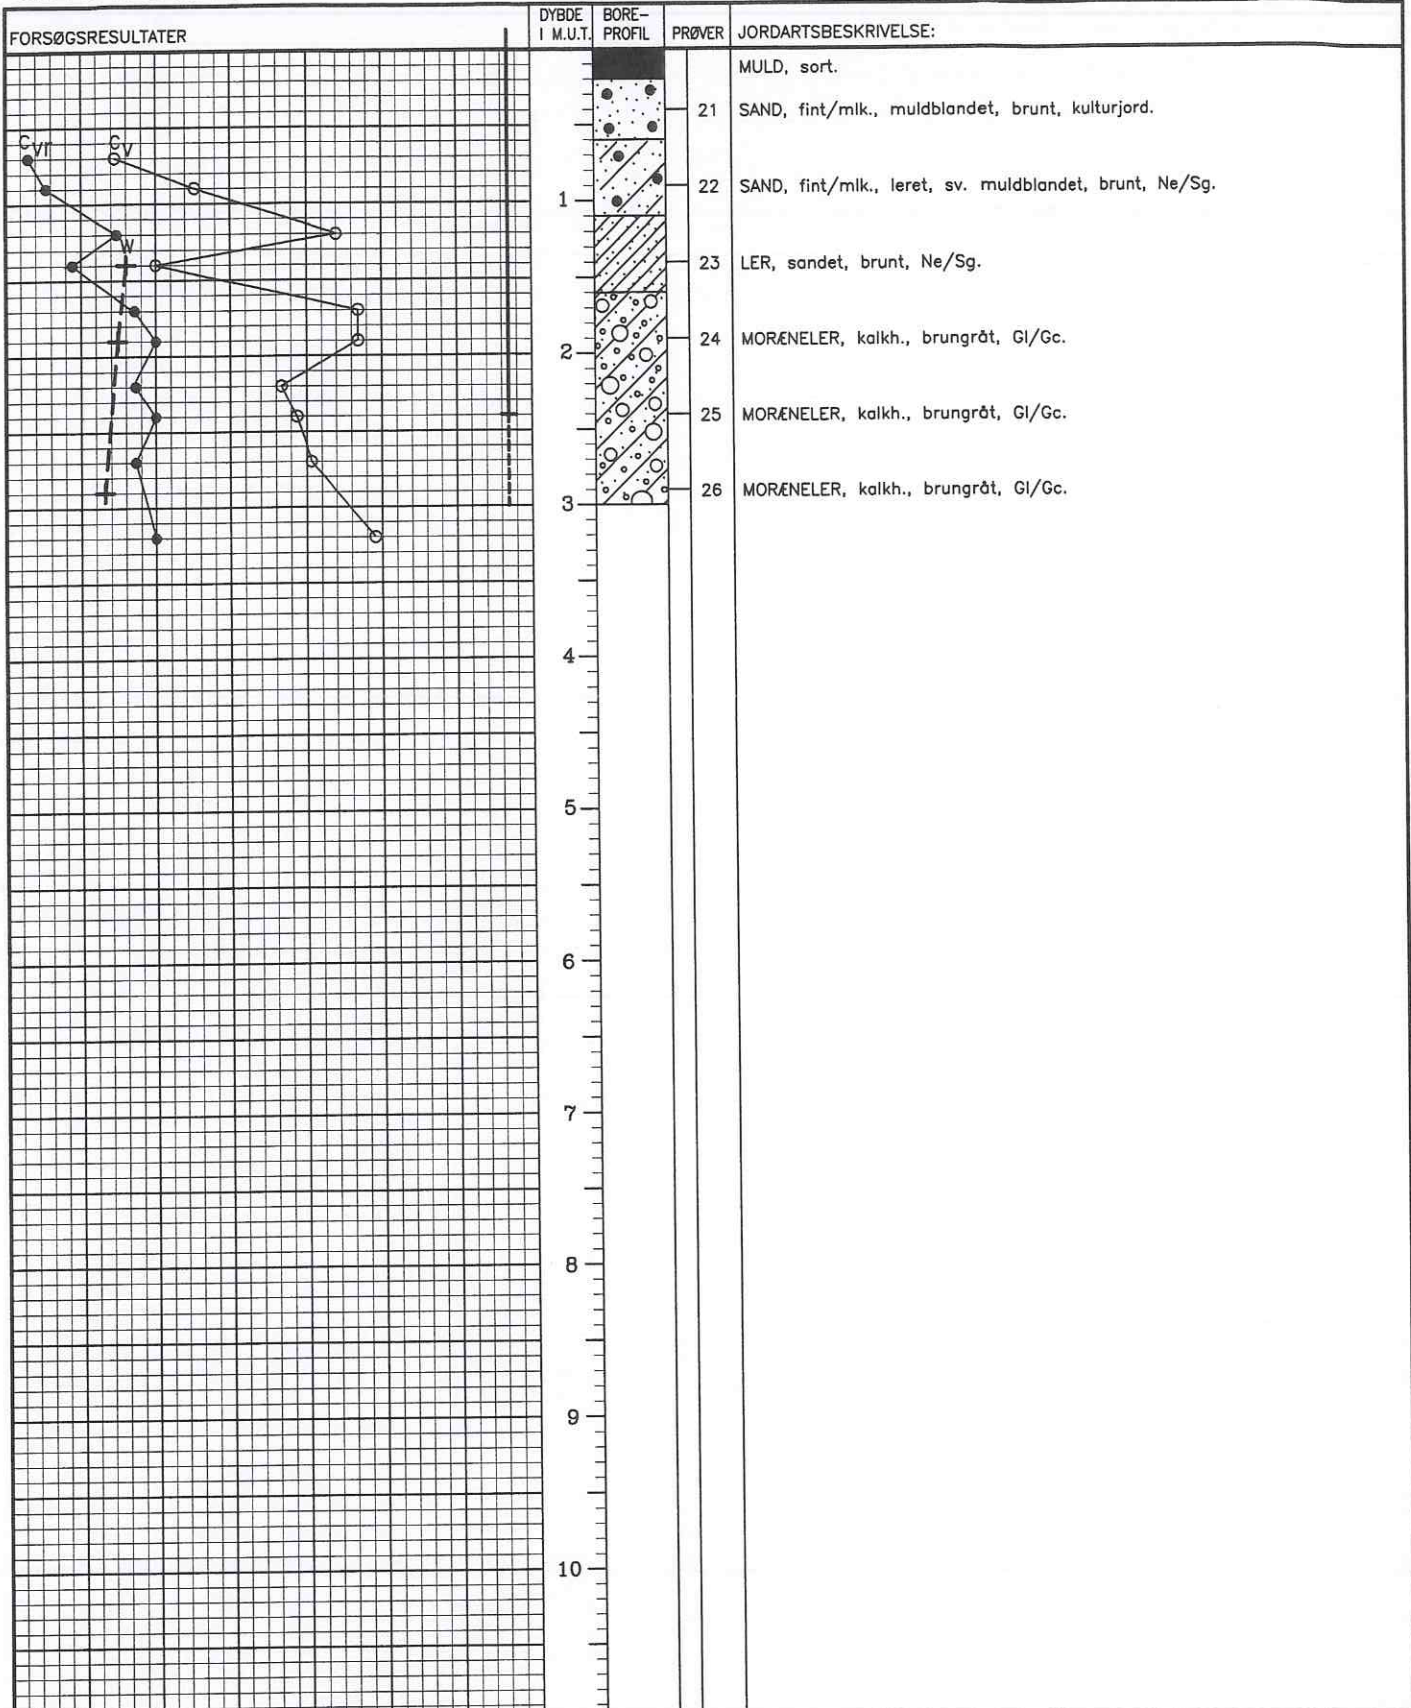 FORSØGSRESULTATER
DYBDE I M.U.T.
BORE-PROFIL
PRØVER
JORDARTSBESKRIVELSE:
MULD, sort.
21 SAND, fint/mlk., muldblandet, brunt, kulturjord.
cvr
cv
22 SAND, fint/mlk., leret, sv. muldblandet, brunt, Ne/Sg.
1
W
23 LER, sandet, brunt, Ne/Sg.
24 MORÆNELER, kalkh., brungråt, Gl/Gc.
2
25 MORÆNELER, kalkh., brungråt, Gl/Gc.
26 MORÆNELER, kalkh., brungråt, Gl/Gc.
3
4
5
6
7
8
9
10